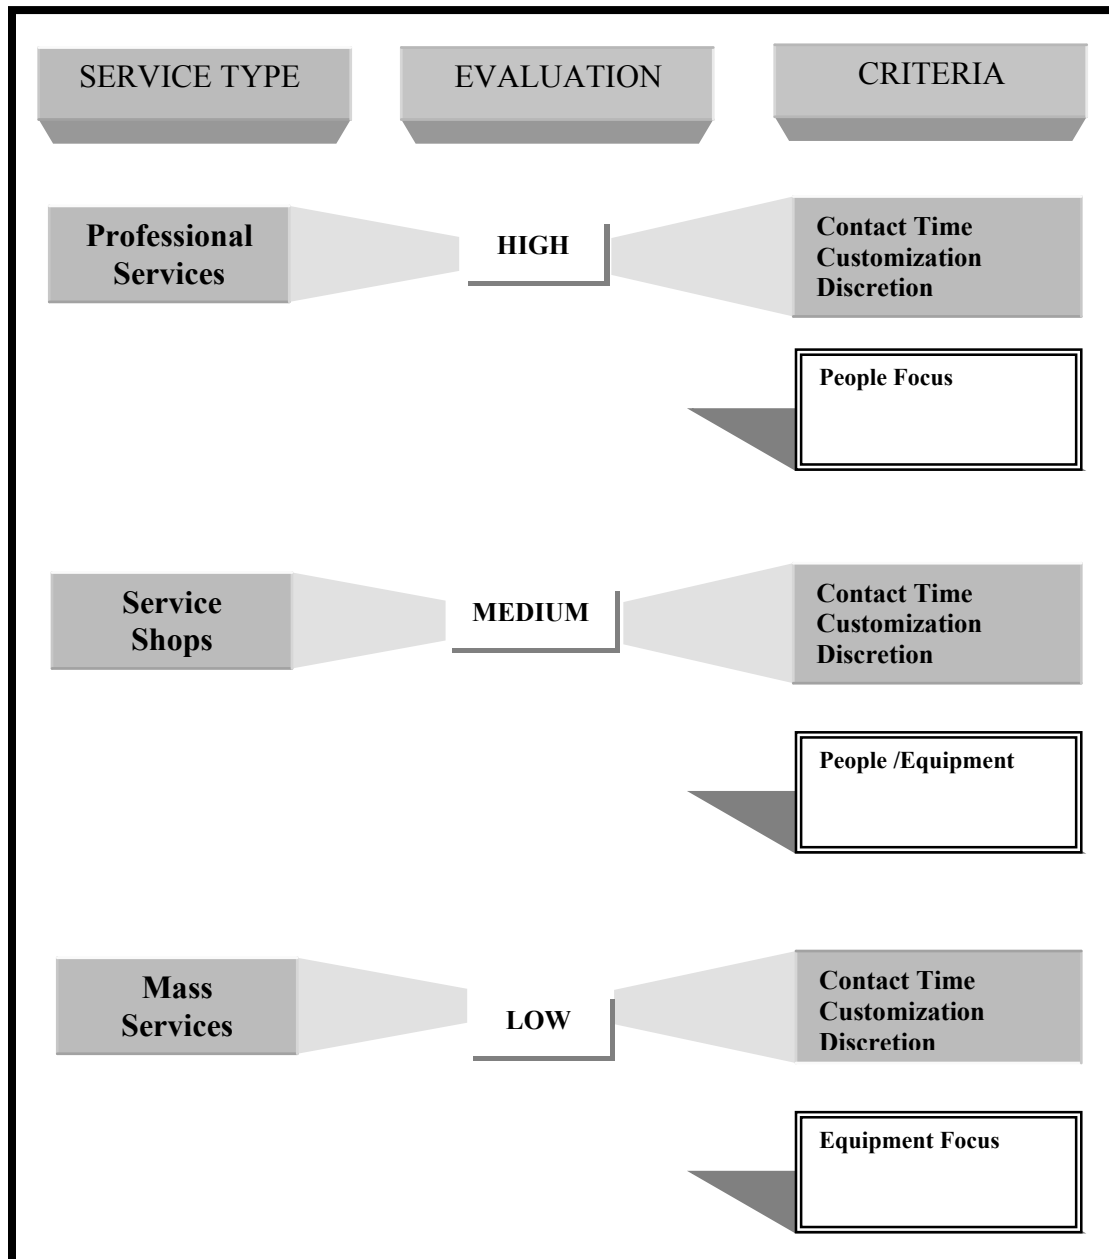 SERVICE TYPE
EVALUATION
CRITERIA
Professional
Services
HIGH
Contact Time
Customization
Discretion
People Focus
Service
Shops
MEDIUM
Contact Time
Customization
Discretion
People /Equipment
Mass
Services
LOW
Contact Time
Customization
Discretion
Equipment Focus